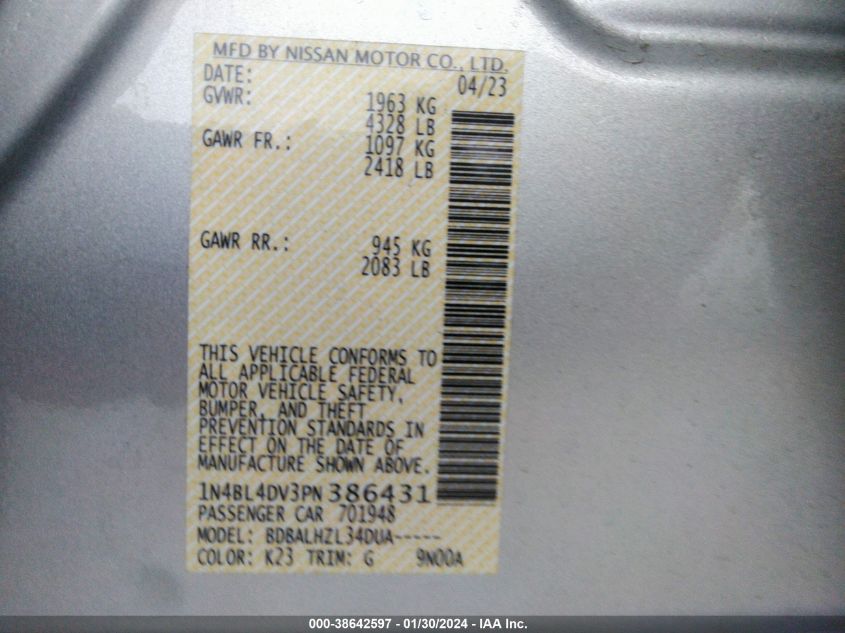 MFD BY NISSAN MOTOR CO., LTD.
DATE: 04/23
GVWR: 1963 KG
4328 LB
GAWR FR.: 1097 KG
2418 LB
GAWR RR.: 945 KG
2083 LB
THIS VEHICLE CONFORMS TO
ALL APPLICABLE FEDERAL
MOTOR VEHICLE SAFETY,
BUMPER, AND THEFT
PREVENTION STANDARDS IN
EFFECT ON THE DATE OF
MANUFACTURE SHOWN ABOVE.
1N4BL4DV3PN386431
PASSENGER CAR 701948
MODEL: BDBALHZL34DUA-----
COLOR: K23 TRIM: G 9N00A
000-38642597 - 01/30/2024 - IAA Inc.